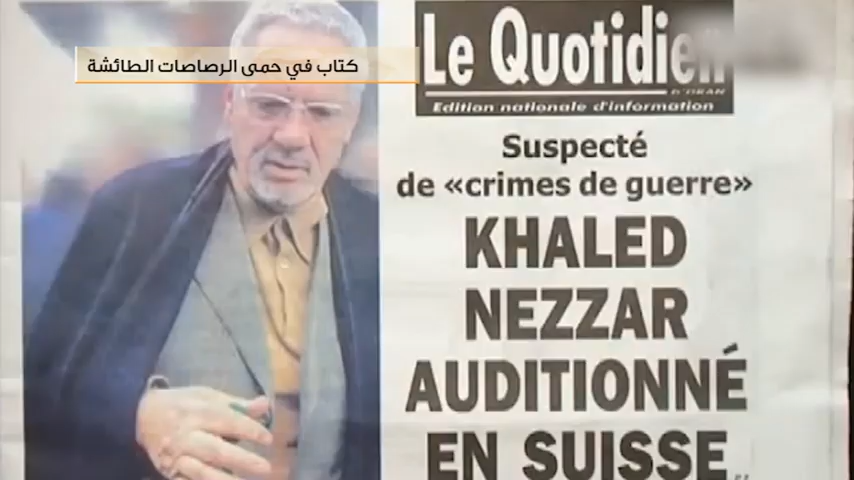 كتاب في حمى الرصاصات الطائشة
Le Quotidien
D'ORAN
Edition nationale d'information
Suspecté
de «crimes de guerre»
KHALED
NEZZAR
AUDITIONNÉ
EN SUISSE